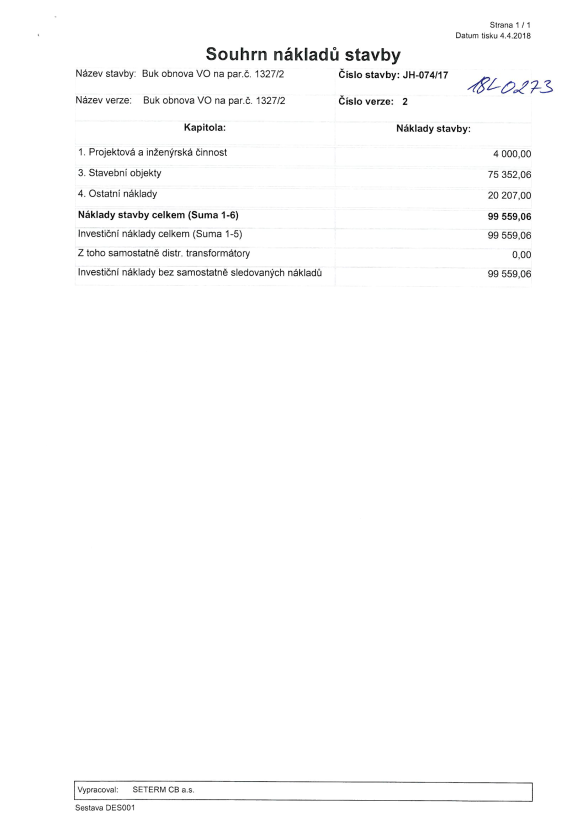 Strana 1 / 1
Datum tisku 4.4.2018
Souhrn nákladů stavby
Název stavby: Buk obnova VO na par.č. 1327/2 Číslo stavby: JH-074/17
18L0273
Název verze: Buk obnova VO na par.č. 1327/2 Číslo verze: 2
Kapitola: Náklady stavby:
1. Projektová a inženýrská činnost 4 000,00
3. Stavební objekty 75 352,06
4. Ostatní náklady 20 207,00
Náklady stavby celkem (Suma 1-6) 99 559,06
Investiční náklady celkem (Suma 1-5) 99 559,06
Z toho samostatně distr. transformátory 0,00
Investiční náklady bez samostatně sledovaných nákladů 99 559,06
Vypracoval: SETERM CB a.s.
Sestava DES001